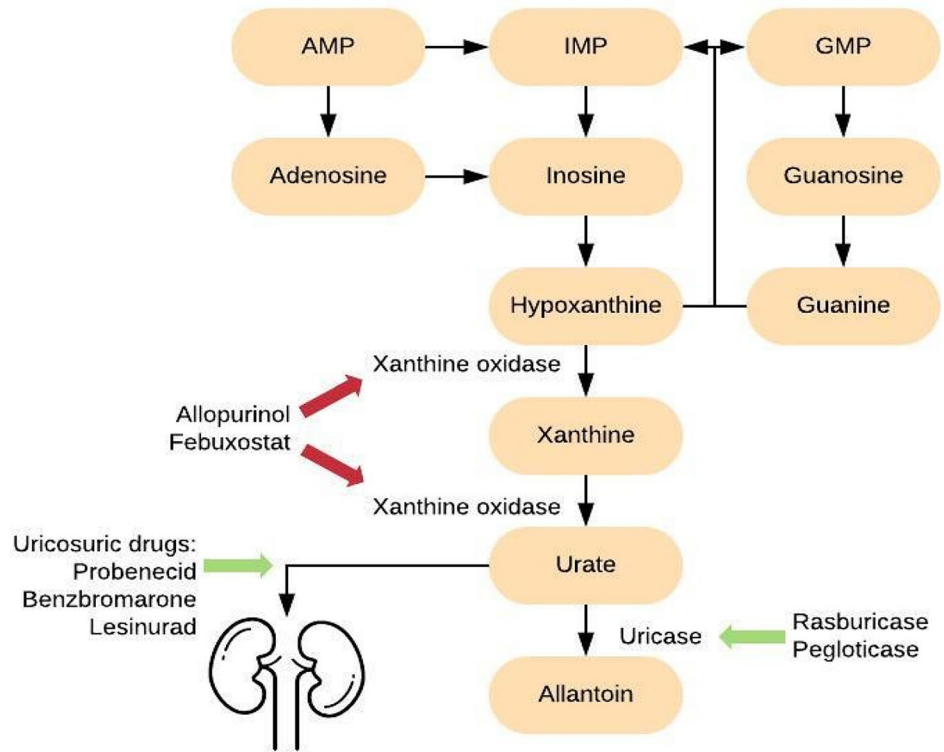 AMP
IMP
GMP
Adenosine
Inosine
Guanosine
Hypoxanthine
Guanine
Xanthine oxidase
Allopurinol
Febuxostat
Xanthine
Xanthine oxidase
Uricosuric drugs:
Probenecid
Benzbromarone
Lesinurad
Urate
Uricase
Rasburicase
Pegloticase
Allantoin